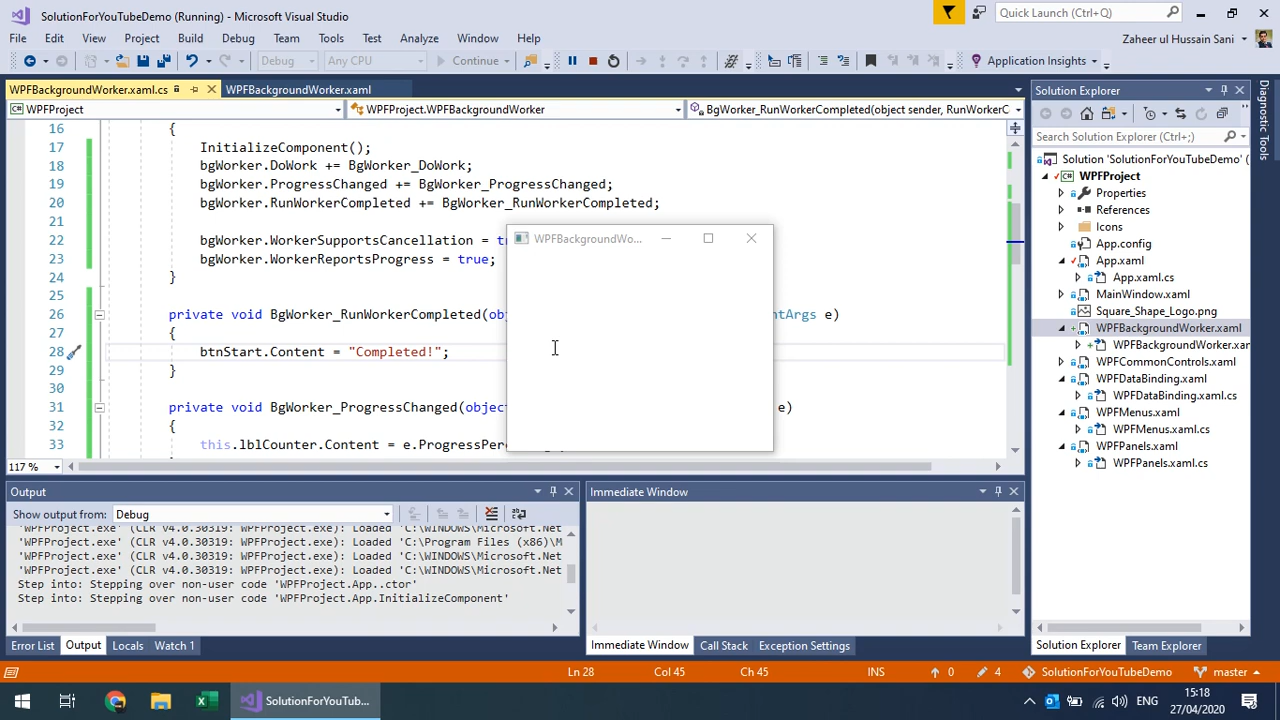 SolutionForYouTubeDemo (Running) - Microsoft Visual Studio
Quick Launch (Ctrl+Q)
File Edit View Project Build Debug Team Tools Test Analyze Window Help
Zaheer ul Hussain Sani
Debug Any CPU Continue Application Insights
WPFBackgroundWorker.xaml.cs WPFBackgroundWorker.xaml
WPFProject WPFProject.WPFBackgroundWorker BgWorker_RunWorkerCompleted(object sender, RunWorkerC
16 {
17 InitializeComponent();
18 bgWorker.DoWork += BgWorker_DoWork;
19 bgWorker.ProgressChanged += BgWorker_ProgressChanged;
20 bgWorker.RunWorkerCompleted += BgWorker_RunWorkerCompleted;
21
22 bgWorker.WorkerSupportsCancellation = tr
23 bgWorker.WorkerReportsProgress = true;
24 }
25
26 private void BgWorker_RunWorkerCompleted(obj entArgs e)
27 {
28 btnStart.Content = "Completed!";
29 }
30
31 private void BgWorker_ProgressChanged(object e)
32 {
33 this.lblCounter.Content = e.ProgressPer
WPFBackgroundWo...
117 %
Solution Explorer
Search Solution Explorer (Ctrl+;)
Solution 'SolutionForYouTubeDemo' (
WPFProject
Properties
References
Icons
App.config
App.xaml
App.xaml.cs
MainWindow.xaml
Square_Shape_Logo.png
WPFBackgroundWorker.xaml
WPFBackgroundWorker.xan
WPFCommonControls.xaml
WPFDataBinding.xaml
WPFDataBinding.xaml.cs
WPFMenus.xaml
WPFMenus.xaml.cs
WPFPanels.xaml
WPFPanels.xaml.cs
Solution Explorer Team Explorer
Diagnostic Tools
Output
Show output from: Debug
'WPFProject.exe' (CLR v4.0.30319: WPFProject.exe): Loaded 'C:\WINDOWS\Microsoft.Net
'WPFProject.exe' (CLR v4.0.30319: WPFProject.exe): Loaded 'C:\Program Files (x86)\M
'WPFProject.exe' (CLR v4.0.30319: WPFProject.exe): Loaded 'C:\WINDOWS\Microsoft.Net
'WPFProject.exe' (CLR v4.0.30319: WPFProject.exe): Loaded 'C:\WINDOWS\Microsoft.Net
Step into: Stepping over non-user code 'WPFProject.App..ctor'
Step into: Stepping over non-user code 'WPFProject.App.InitializeComponent'
Error List Output Locals Watch 1
Immediate Window
Immediate Window Call Stack Exception Settings
Ln 28 Col 45 Ch 45 INS 0 4 SolutionForYouTubeDemo master
SolutionForYouTub...
ENG
15:18
27/04/2020